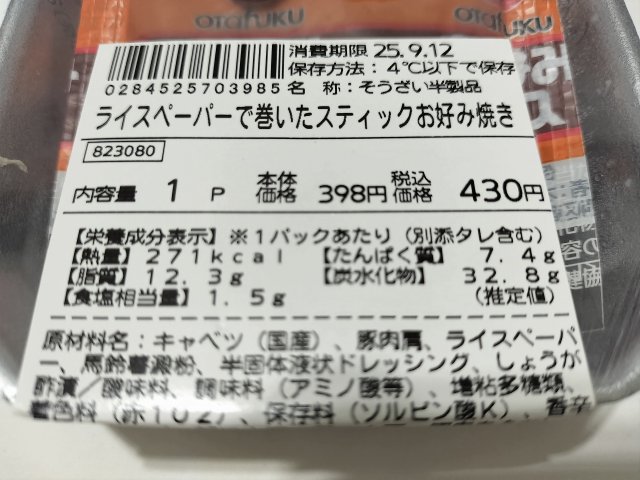 otaFUKU
otaFUKU
消費期限 25.9.12
保存方法：4℃以下で保存
0284525703985 名　称：そうざい半製品
ライスペーパーで巻いたスティックお好み焼き
823080
内容量 1 P 本体価格 398円 税込価格 430円
【栄養成分表示】※1パックあたり（別添タレ含む）
【熱量】271kcal 【たんぱく質】 7.4g
【脂質】12.3g 【炭水化物】 32.8g
【食塩相当量】1.5g （推定値）
原材料名：キャベツ（国産）、豚肉肩、ライスペーパ
ー、馬鈴薯澱粉、半固体液状ドレッシング、しょうが
酢漬／酸味料、調味料（アミノ酸等）、増粘多糖類、
着色料（赤102）、保存料（ソルビン酸K）、香辛